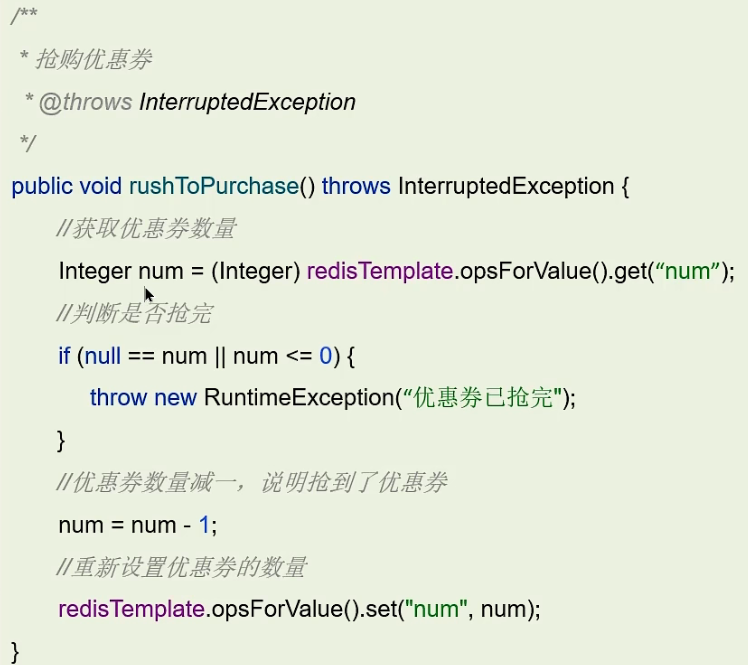 /**
* 抢购优惠券
* @throws InterruptedException
*/
public void rushToPurchase() throws InterruptedException {
//获取优惠券数量
Integer num = (Integer) redisTemplate.opsForValue().get(“num”);
//判断是否抢完
if (null == num || num <= 0) {
throw new RuntimeException(“优惠券已抢完");
}
//优惠券数量减一，说明抢到了优惠券
num = num - 1;
//重新设置优惠券的数量
redisTemplate.opsForValue().set("num", num);
}